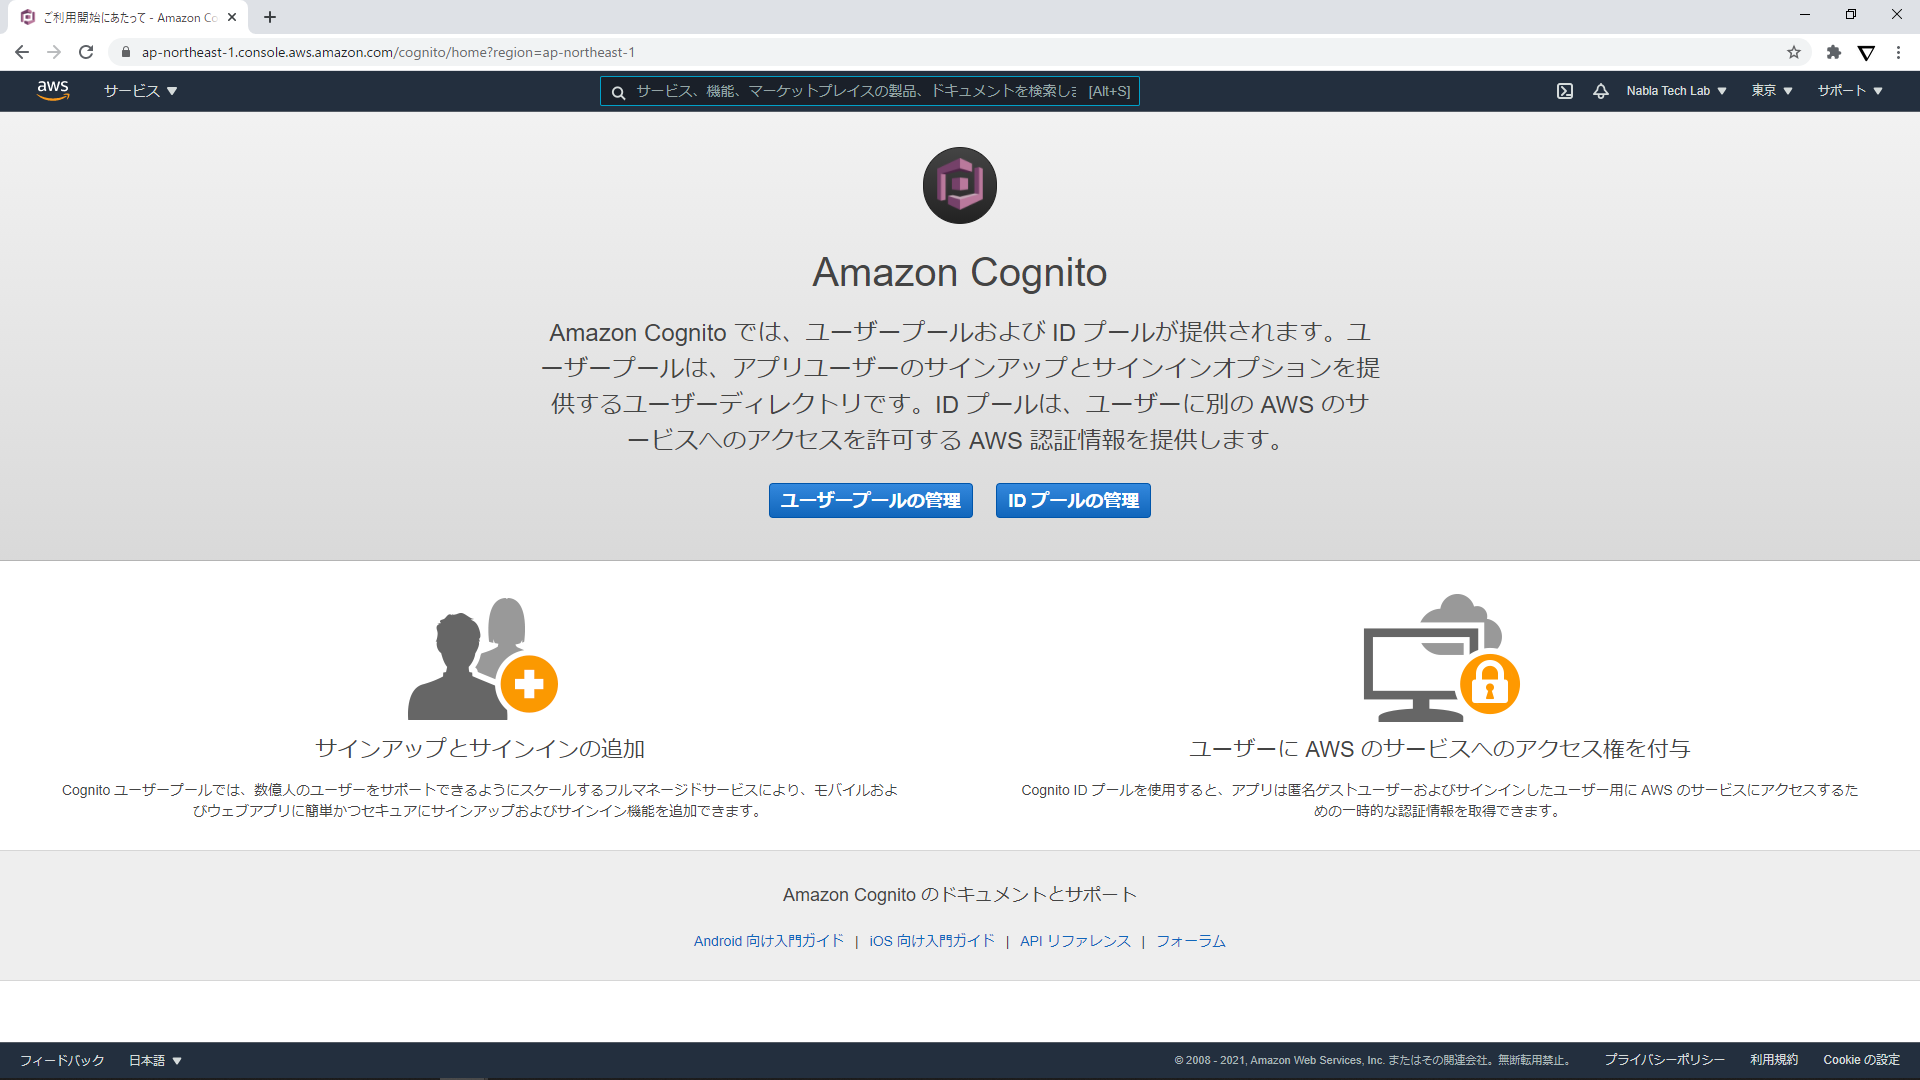 ご利用開始にあたって - Amazon Co
ap-northeast-1.console.aws.amazon.com/cognito/home?region=ap-northeast-1
aws
サービス
サービス、機能、マーケットプレイスの製品、ドキュメントを検索しま [Alt+S]
Nabla Tech Lab
東京
サポート
Amazon Cognito
Amazon Cognito では、ユーザープールおよび ID プールが提供されます。ユ
ーザープールは、アプリユーザーのサインアップとサインインオプションを提
供するユーザーディレクトリです。ID プールは、ユーザーに別の AWS のサ
ービスへのアクセスを許可する AWS 認証情報を提供します。
ユーザープールの管理
ID プールの管理
サインアップとサインインの追加
Cognito ユーザープールでは、数億人のユーザーをサポートできるようにスケールするフルマネージドサービスにより、モバイルおよ
びウェブアプリに簡単かつセキュアにサインアップおよびサインイン機能を追加できます。
ユーザーに AWS のサービスへのアクセス権を付与
Cognito ID プールを使用すると、アプリは匿名ゲストユーザーおよびサインインしたユーザー用に AWS のサービスにアクセスするた
めの一時的な認証情報を取得できます。
Amazon Cognito のドキュメントとサポート
Android 向け入門ガイド | iOS 向け入門ガイド | API リファレンス | フォーラム
フィードバック
日本語
© 2008 - 2021, Amazon Web Services, Inc. またはその関連会社。無断転用禁止。
プライバシーポリシー
利用規約
Cookie の設定